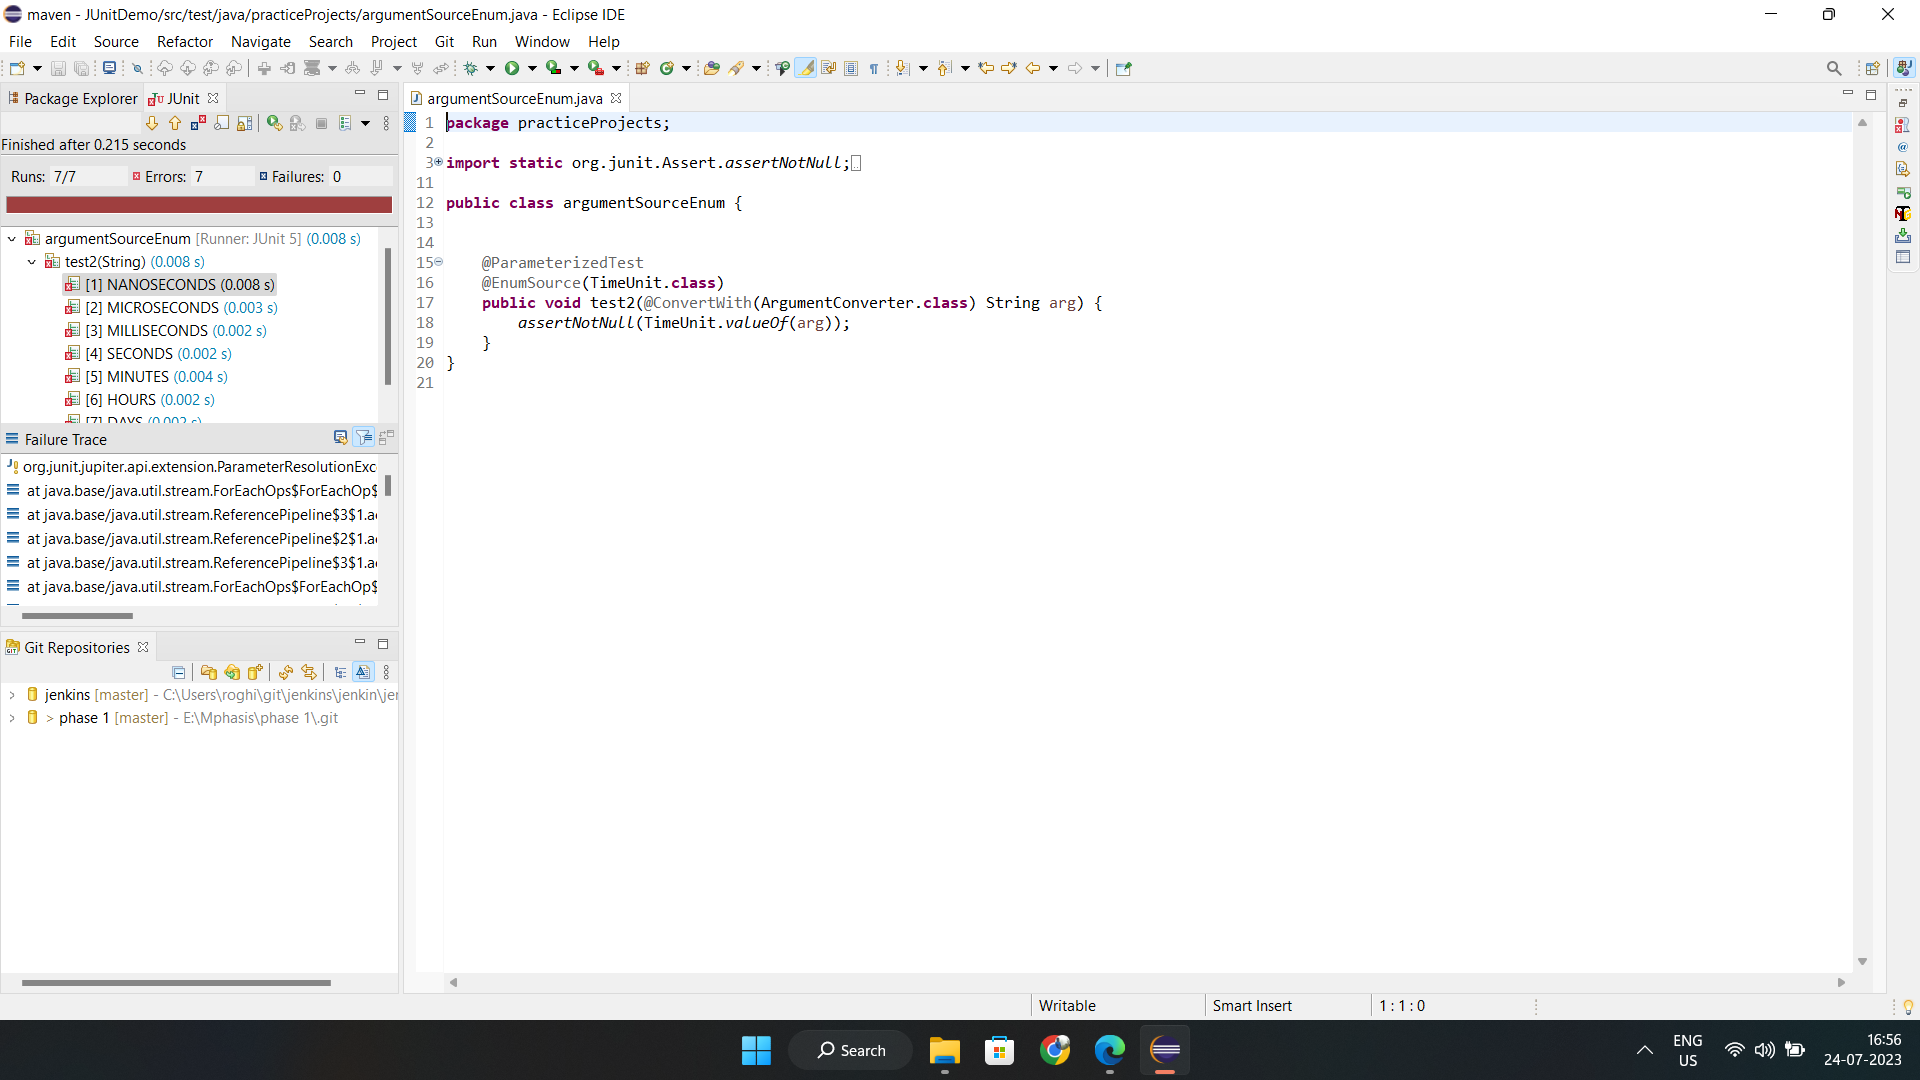 maven - JUnitDemo/src/test/java/practiceProjects/argumentSourceEnum.java - Eclipse IDE
File Edit Source Refactor Navigate Search Project Git Run Window Help
Package Explorer JUnit
Finished after 0.215 seconds
Runs: 7/7 Errors: 7 Failures: 0
argumentSourceEnum [Runner: JUnit 5] (0.008 s)
test2(String) (0.008 s)
[1] NANOSECONDS (0.008 s)
[2] MICROSECONDS (0.003 s)
[3] MILLISECONDS (0.002 s)
[4] SECONDS (0.002 s)
[5] MINUTES (0.004 s)
[6] HOURS (0.002 s)
[7] DAYS (0.002 s)
Failure Trace
org.junit.jupiter.api.extension.ParameterResolutionExc
at java.base/java.util.stream.ForEachOps$ForEachOp$
at java.base/java.util.stream.ReferencePipeline$3$1.a
at java.base/java.util.stream.ReferencePipeline$2$1.a
at java.base/java.util.stream.ReferencePipeline$3$1.a
at java.base/java.util.stream.ForEachOps$ForEachOp$
Git Repositories
jenkins [master] - C:\Users\roghi\git\jenkins\jenkin\jer
> phase 1 [master] - E:\Mphasis\phase 1\.git
argumentSourceEnum.java
1 package practiceProjects;
2
3 import static org.junit.Assert.assertNotNull;
11
12 public class argumentSourceEnum {
13
14
15 @ParameterizedTest
16 @EnumSource(TimeUnit.class)
17 public void test2(@ConvertWith(ArgumentConverter.class) String arg) {
18 assertNotNull(TimeUnit.valueOf(arg));
19 }
20 }
21
Writable Smart Insert 1 : 1 : 0
Search
ENG
US
16:56
24-07-2023